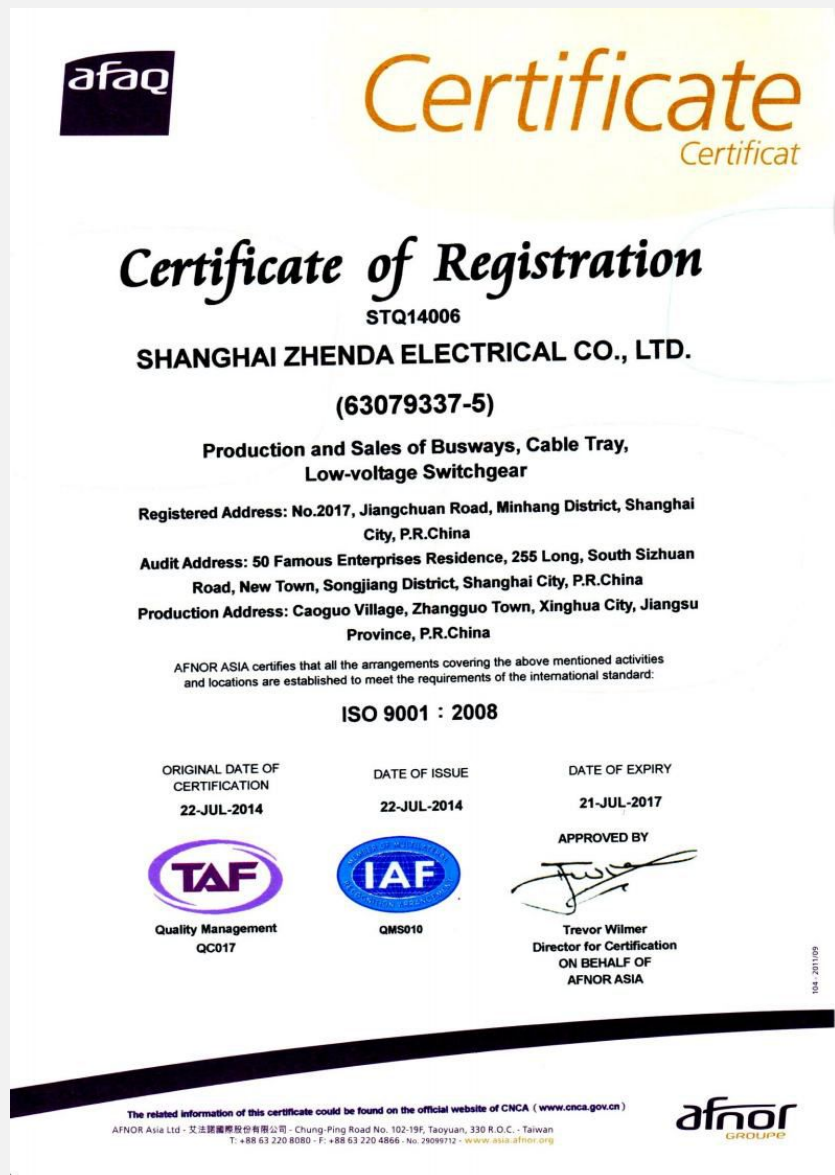 afaq
Certificate
Certificat
Certificate of Registration
STQ14006
SHANGHAI ZHENDA ELECTRICAL CO., LTD.
(63079337-5)
Production and Sales of Busways, Cable Tray,
Low-voltage Switchgear
Registered Address: No.2017, Jiangchuan Road, Minhang District, Shanghai
City, P.R.China
Audit Address: 50 Famous Enterprises Residence, 255 Long, South Sizhuan
Road, New Town, Songjiang District, Shanghai City, P.R.China
Production Address: Caoguo Village, Zhangguo Town, Xinghua City, Jiangsu
Province, P.R.China
AFNOR ASIA certifies that all the arrangements covering the above mentioned activities
and locations are established to meet the requirements of the international standard:
ISO 9001 : 2008
ORIGINAL DATE OF
CERTIFICATION
22-JUL-2014
DATE OF ISSUE
22-JUL-2014
DATE OF EXPIRY
21-JUL-2017
APPROVED BY
TAF
Quality Management
QC017
IAF
QMS010
Trevor Wilmer
Director for Certification
ON BEHALF OF
AFNOR ASIA
104 - 2011/09
The related information of this certificate could be found on the official website of CNCA ( www.cnca.gov.cn )
AFNOR Asia Ltd - 艾法諾國際股份有限公司 - Chung-Ping Road No. 102-19F, Taoyuan, 330 R.O.C. - Taiwan
T: +88 63 220 8080 - F: +88 63 220 4866 - No. 29099712 - www.asia.afnor.org
afnor
GROUPE